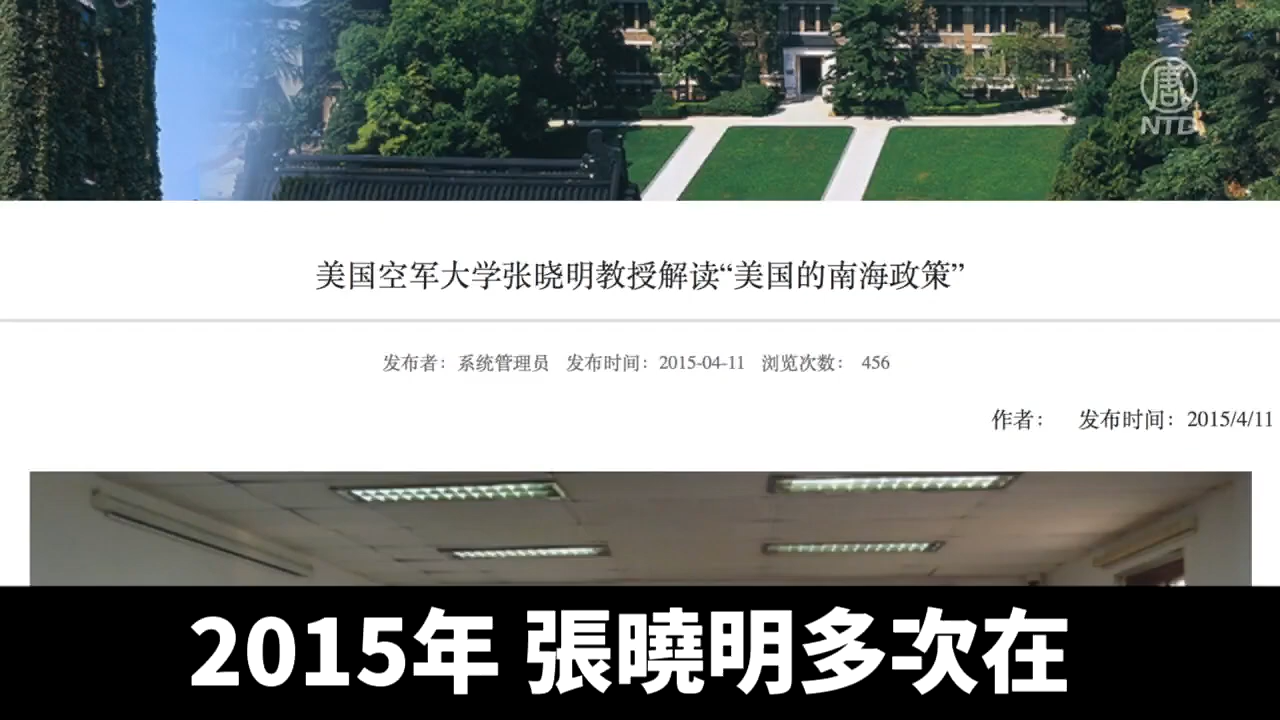 唐
NTD
美国空军大学张晓明教授解读“美国的南海政策”
发布者：系统管理员 发布时间：2015-04-11 浏览次数： 456
作者： 发布时间：2015/4/11
2015年 張曉明多次在